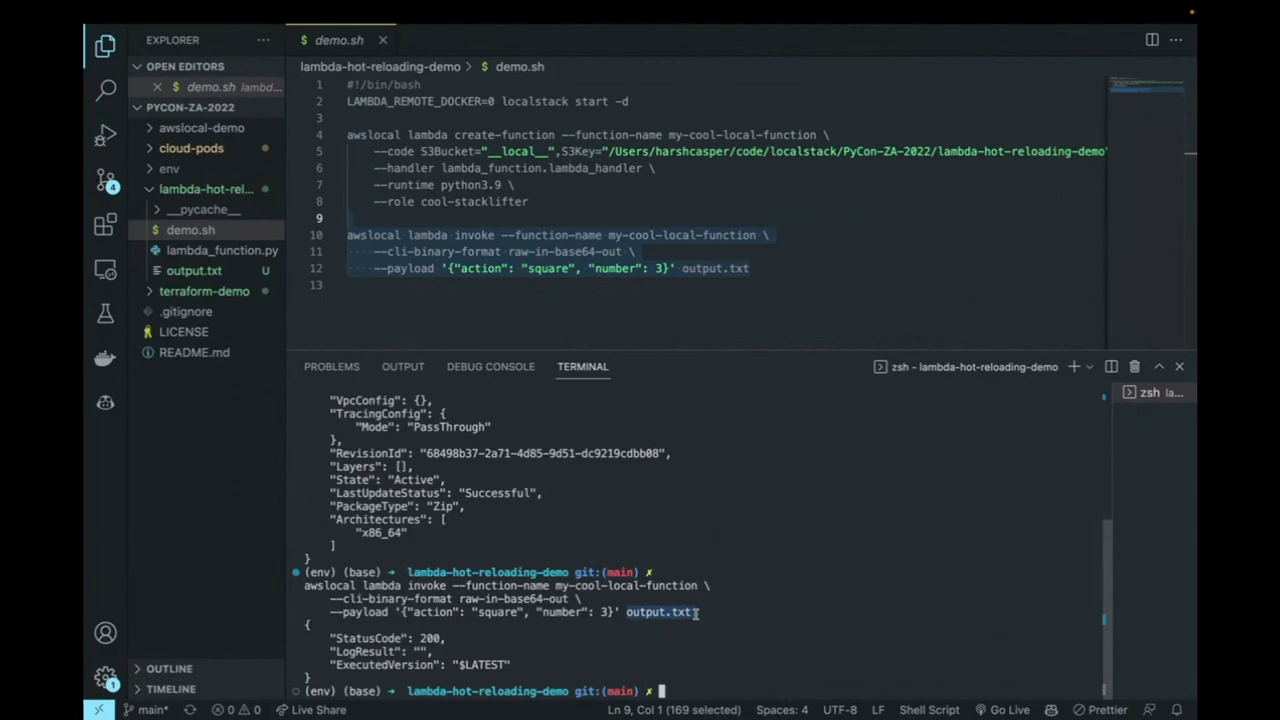 EXPLORER
OPEN EDITORS
demo.sh lambd...
PYCON-ZA-2022
awslocal-demo
cloud-pods
env
lambda-hot-rel...
__pycache__
demo.sh
lambda_function.py
output.txt U
terraform-demo
.gitignore
LICENSE
README.md
OUTLINE
TIMELINE
4
1
$ demo.sh
lambda-hot-reloading-demo > $ demo.sh
1 #!/bin/bash
2 LAMBDA_REMOTE_DOCKER=0 localstack start -d
3
4 awslocal lambda create-function --function-name my-cool-local-function \
5 --code S3Bucket="__local__",S3Key="/Users/harshcasper/code/localstack/PyCon-ZA-2022/lambda-hot-reloading-demo"
6 --handler lambda_function.lambda_handler \
7 --runtime python3.9 \
8 --role cool-stacklifter
9
10 awslocal lambda invoke --function-name my-cool-local-function \
11 --cli-binary-format raw-in-base64-out \
12 --payload '{"action": "square", "number": 3}' output.txt
13
PROBLEMS OUTPUT DEBUG CONSOLE TERMINAL
zsh - lambda-hot-reloading-demo
zsh la...
"VpcConfig": {},
"TracingConfig": {
"Mode": "PassThrough"
},
"RevisionId": "68498b37-2a71-4d85-9d51-dc9219cdbb08",
"Layers": [],
"State": "Active",
"LastUpdateStatus": "Successful",
"PackageType": "Zip",
"Architectures": [
"x86_64"
]
}
(env) (base) → lambda-hot-reloading-demo git:(main) ✗
awslocal lambda invoke --function-name my-cool-local-function \
--cli-binary-format raw-in-base64-out \
--payload '{"action": "square", "number": 3}' output.txt
{
"StatusCode": 200,
"LogResult": "",
"ExecutedVersion": "$LATEST"
}
(env) (base) → lambda-hot-reloading-demo git:(main) ✗
main* 0 0 Live Share Ln 9, Col 1 (169 selected) Spaces: 4 UTF-8 LF Shell Script Go Live Prettier